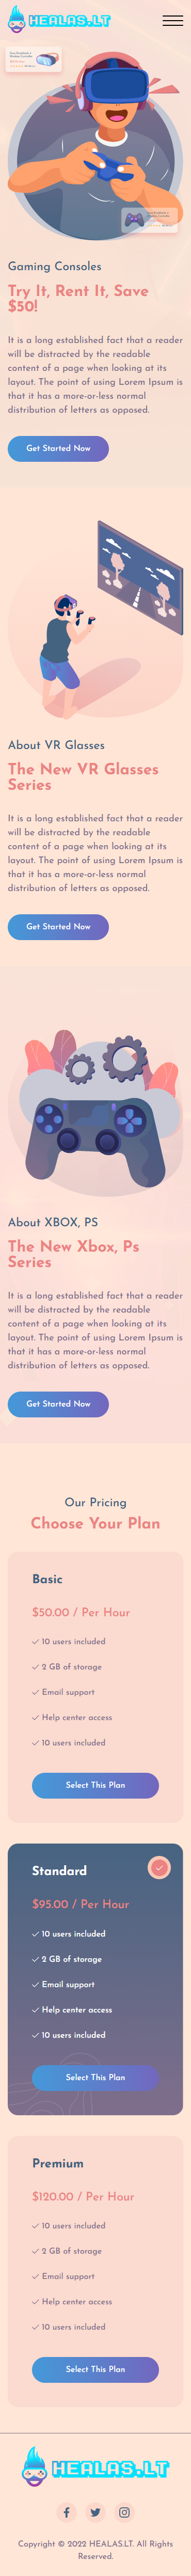 HEALAS.LT
Gaming Consoles
Try It, Rent It, Save
$50!
It is a long established fact that a reader
will be distracted by the readable
content of a page when looking at its
layout. The point of using Lorem Ipsum is
that it has a more-or-less normal
distribution of letters as opposed.
Get Started Now
About VR Glasses
The New VR Glasses
Series
It is a long established fact that a reader
will be distracted by the readable
content of a page when looking at its
layout. The point of using Lorem Ipsum is
that it has a more-or-less normal
distribution of letters as opposed.
Get Started Now
About XBOX, PS
The New Xbox, Ps
Series
It is a long established fact that a reader
will be distracted by the readable
content of a page when looking at its
layout. The point of using Lorem Ipsum is
that it has a more-or-less normal
distribution of letters as opposed.
Get Started Now
Our Pricing
Choose Your Plan
Basic
$50.00 / Per Hour
10 users included
2 GB of storage
Email support
Help center access
10 users included
Select This Plan
Standard
$95.00 / Per Hour
10 users included
2 GB of storage
Email support
Help center access
10 users included
Select This Plan
Premium
$120.00 / Per Hour
10 users included
2 GB of storage
Email support
Help center access
10 users included
Select This Plan
HEALAS.LT
Copyright © 2022 HEALAS.LT. All Rights
Reserved.